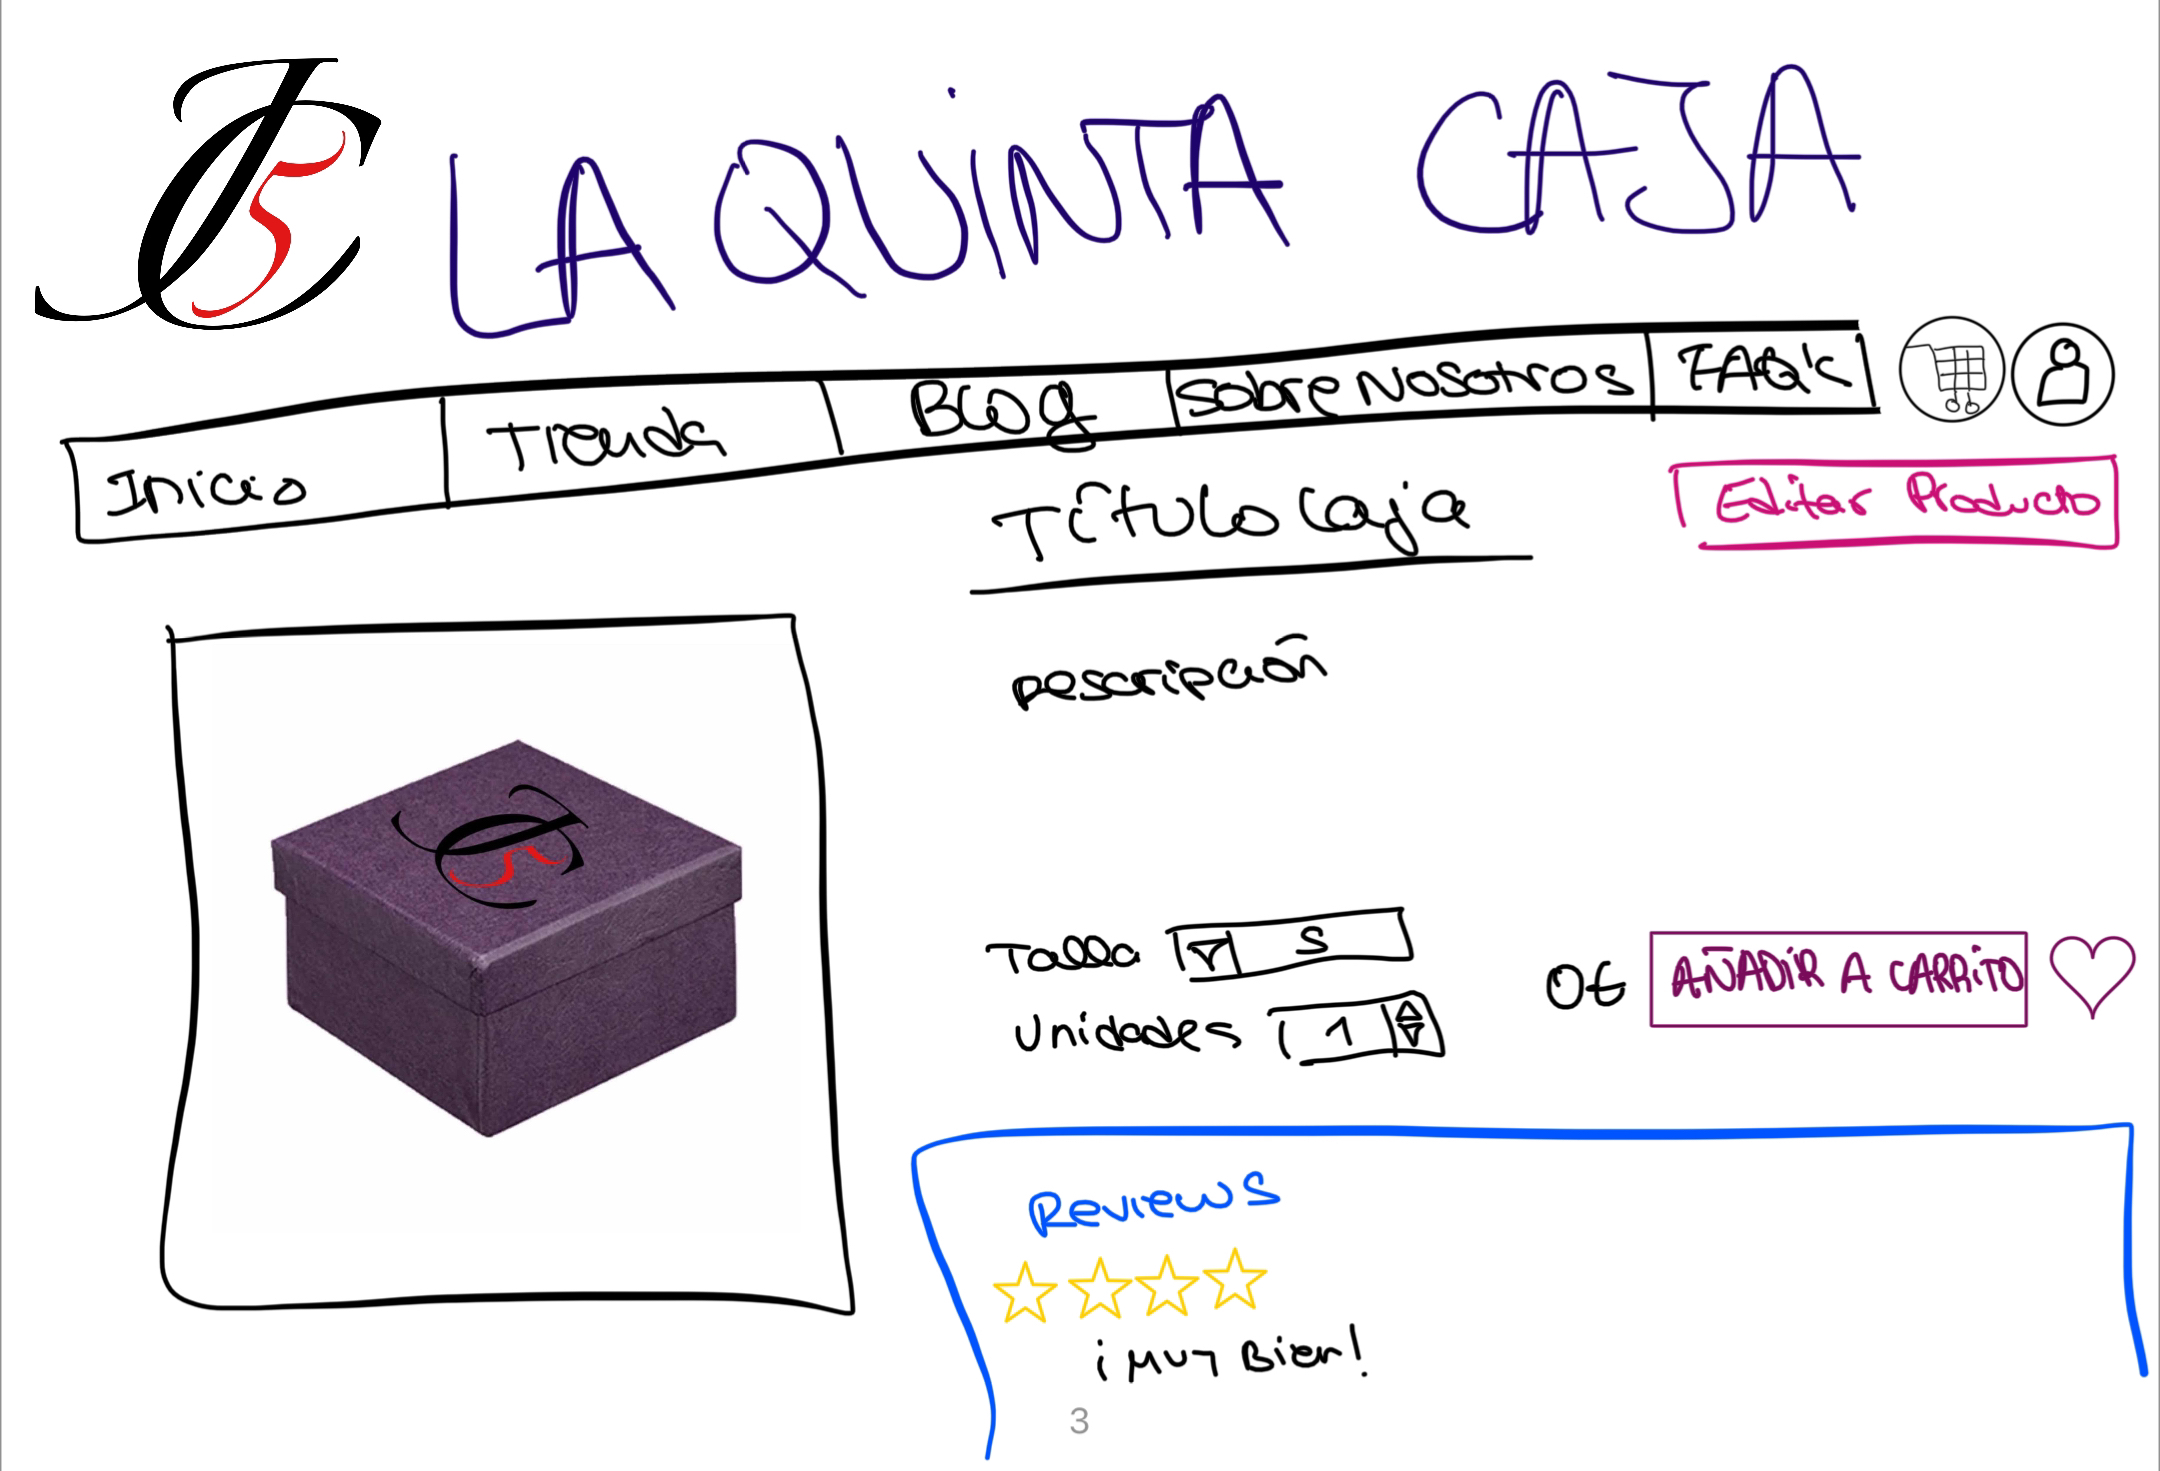 LA QUINTA CAJA
Inicio Tienda Blog Sobre Nosotros FAQ's
Título Caja
Editar Producto
Descripción
Talla S
Unidades 1
0€ AÑADIR A CARRITO
Reviews
¡MUY Bien!
3